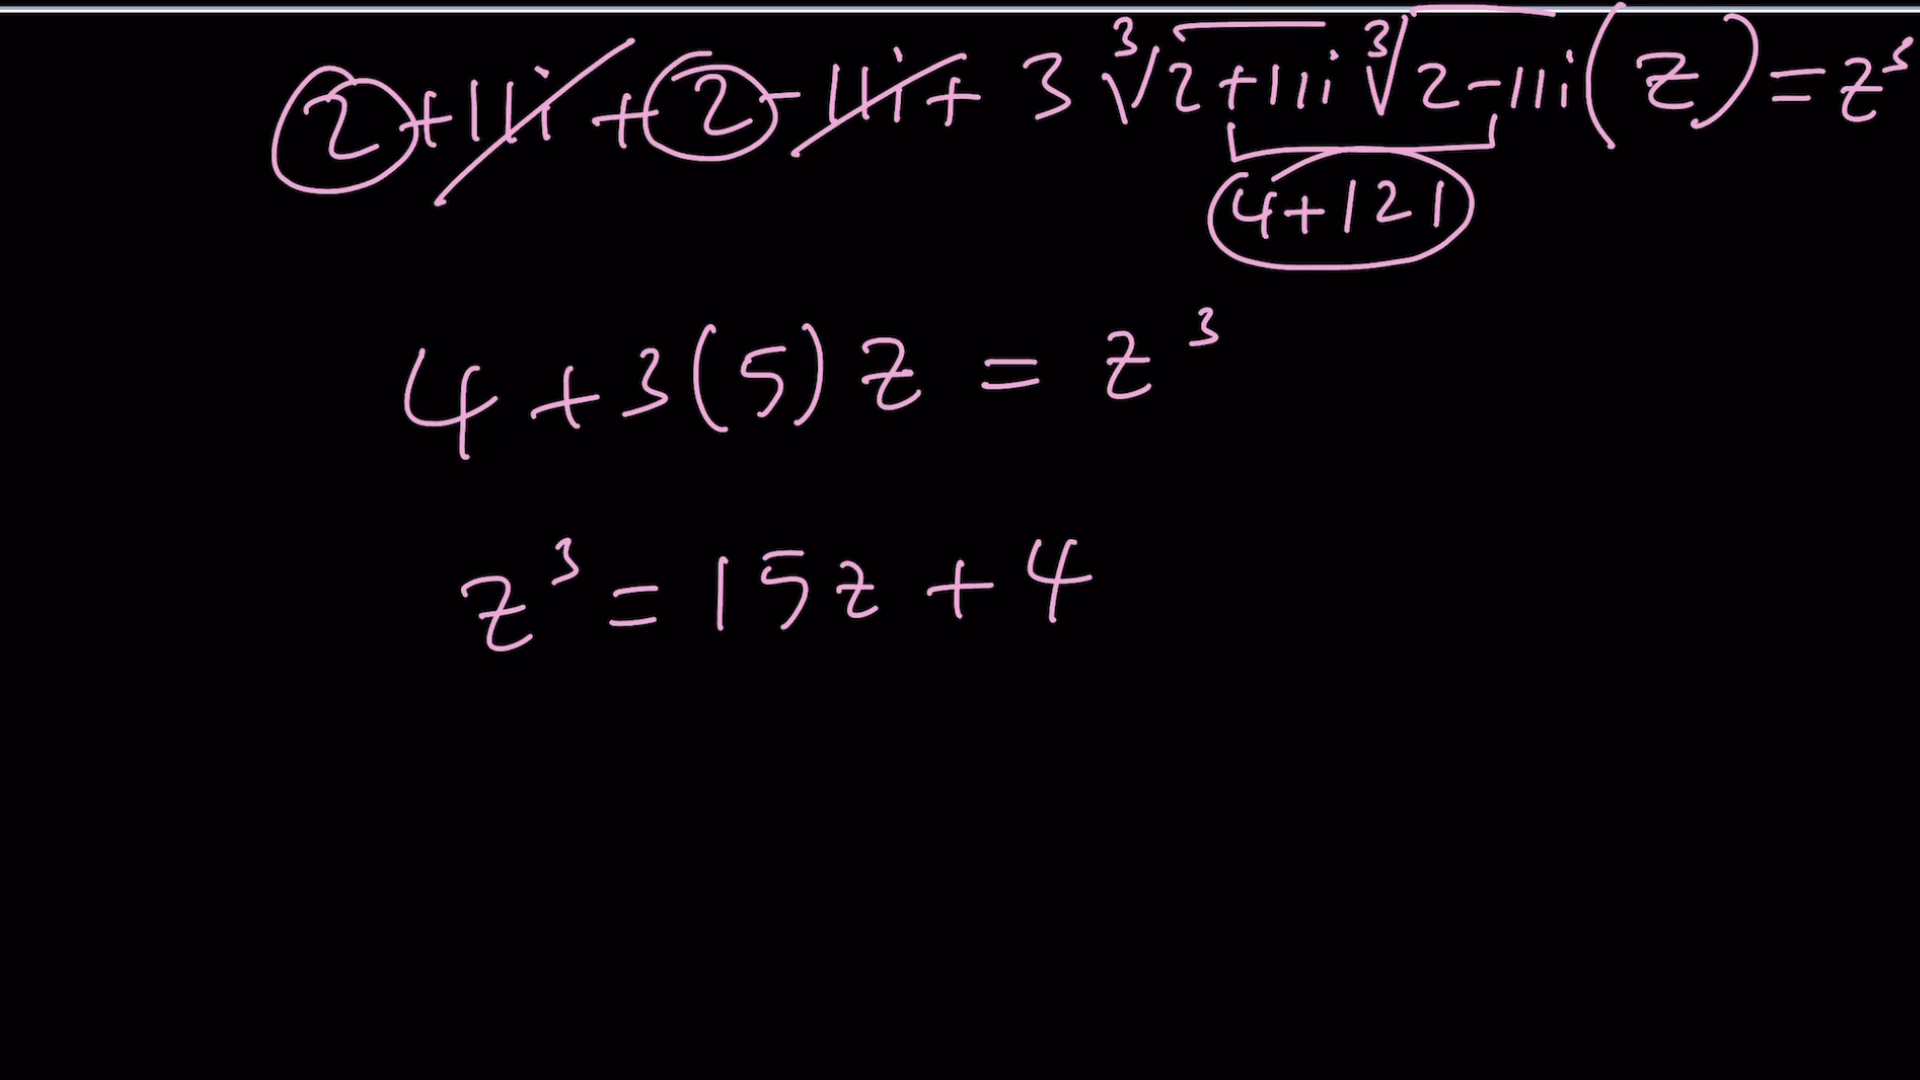 2 + 11i + 2 - 11i + 3 ∛2+11i ∛2-11i (z) = z³
4+121
4 + 3(5)z = z³
z³ = 15z + 4